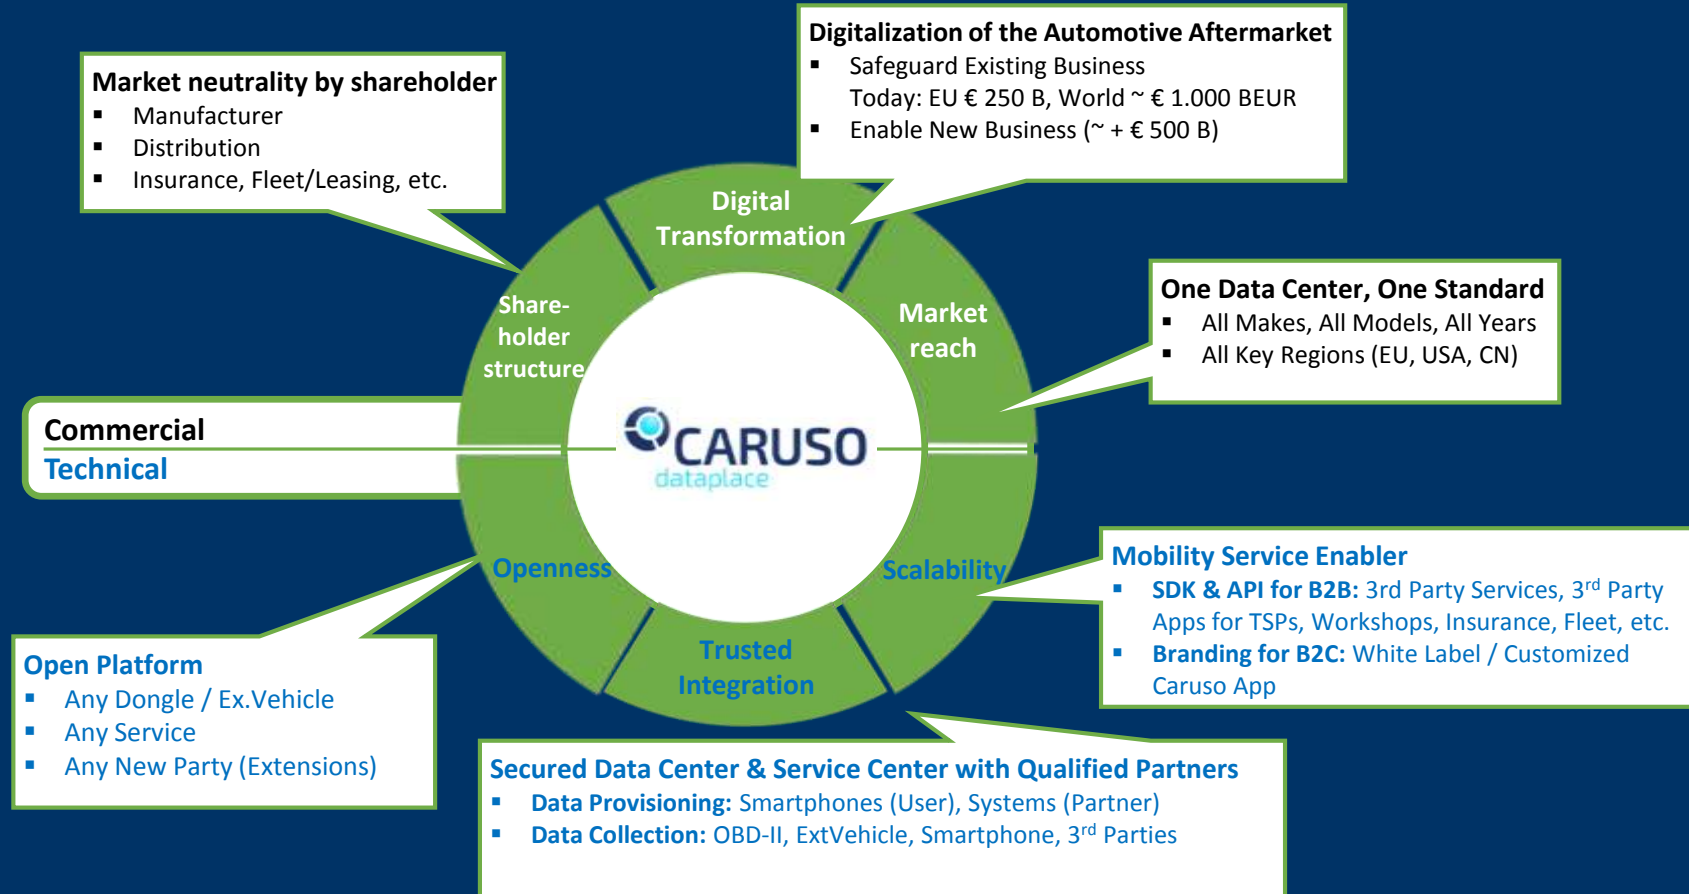 Digitalization of the Automotive Aftermarket
▪ Safeguard Existing Business
Today: EU € 250 B, World ~ € 1.000 BEUR
▪ Enable New Business (~ + € 500 B)
Market neutrality by shareholder
▪ Manufacturer
▪ Distribution
▪ Insurance, Fleet/Leasing, etc.
Digital
Transformation
Share-
holder
structure
Market
reach
One Data Center, One Standard
▪ All Makes, All Models, All Years
▪ All Key Regions (EU, USA, CN)
Commercial
Technical
CARUSO
dataplace
Openness
Scalability
Trusted
Integration
Mobility Service Enabler
▪ SDK & API for B2B: 3rd Party Services, 3rd Party
Apps for TSPs, Workshops, Insurance, Fleet, etc.
▪ Branding for B2C: White Label / Customized
Caruso App
Open Platform
▪ Any Dongle / Ex.Vehicle
▪ Any Service
▪ Any New Party (Extensions)
Secured Data Center & Service Center with Qualified Partners
▪ Data Provisioning: Smartphones (User), Systems (Partner)
▪ Data Collection: OBD-II, ExtVehicle, Smartphone, 3rd Parties